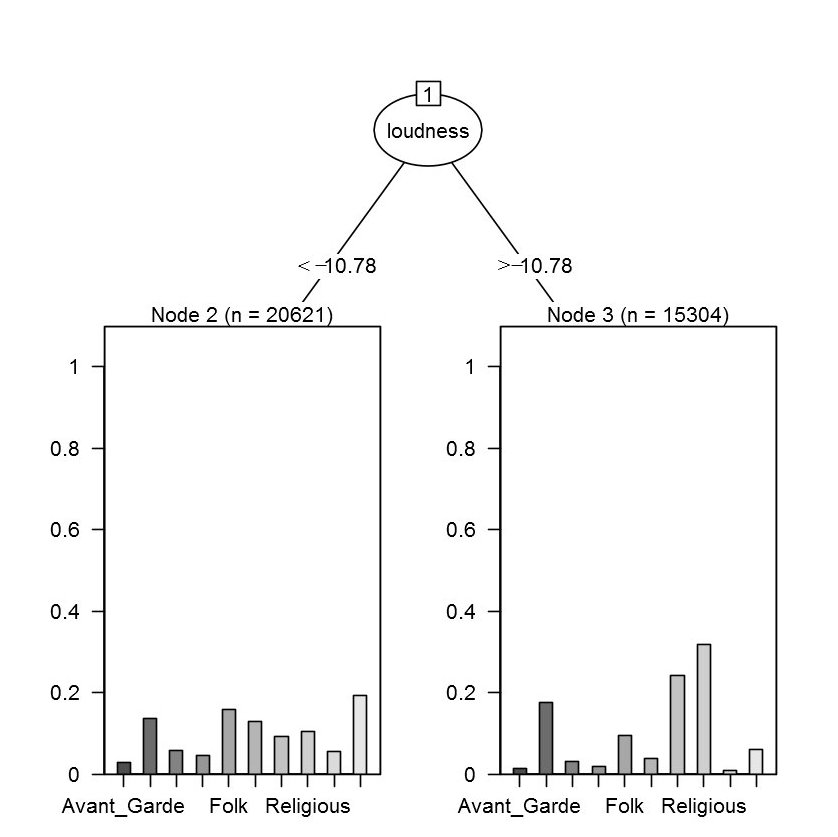 1
loudness
< −10.78 >−10.78
Node 2 (n = 20621) Node 3 (n = 15304)
1 1
0.8 0.8
0.6 0.6
0.4 0.4
0.2 0.2
0 0
Avant_Garde Folk Religious Avant_Garde Folk Religious